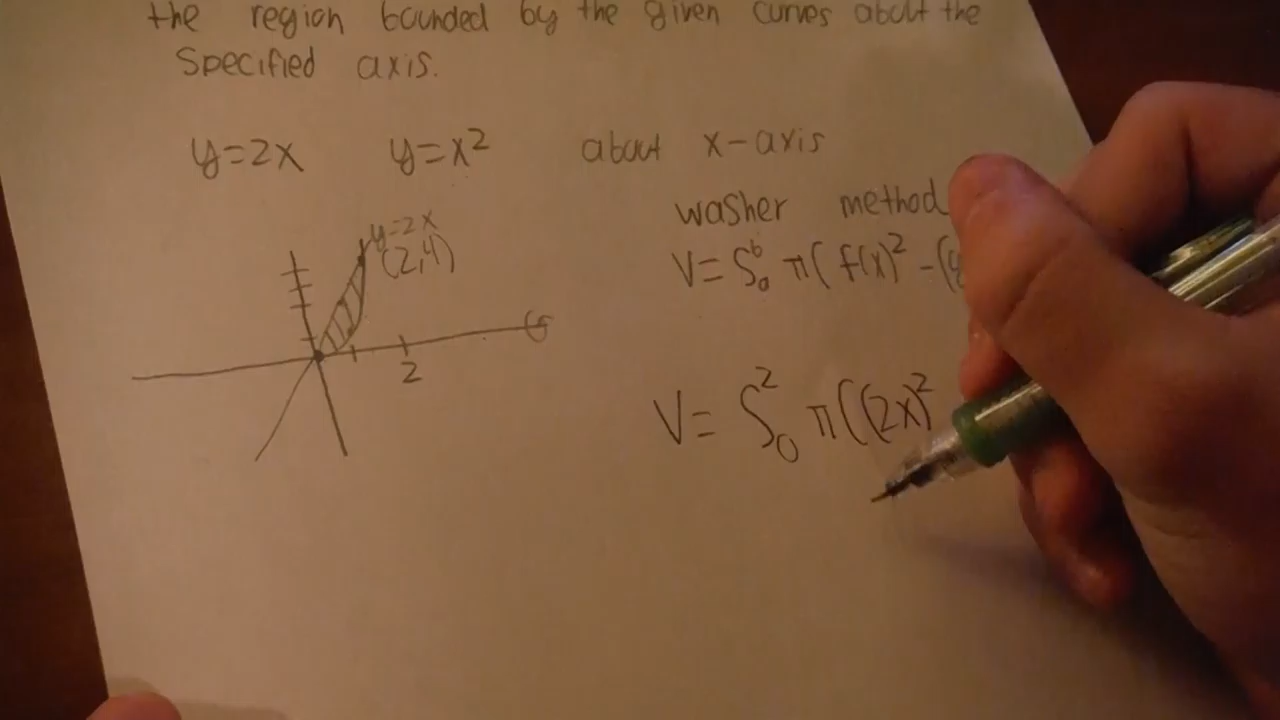 the region bounded by the given curves about the
specified axis.
y=2x y=x² about x-axis
washer method
y=2x
(2,4)
V= ∫ₐᵇ π( f(x)² -(
2
V= ∫₀² π((2x)²